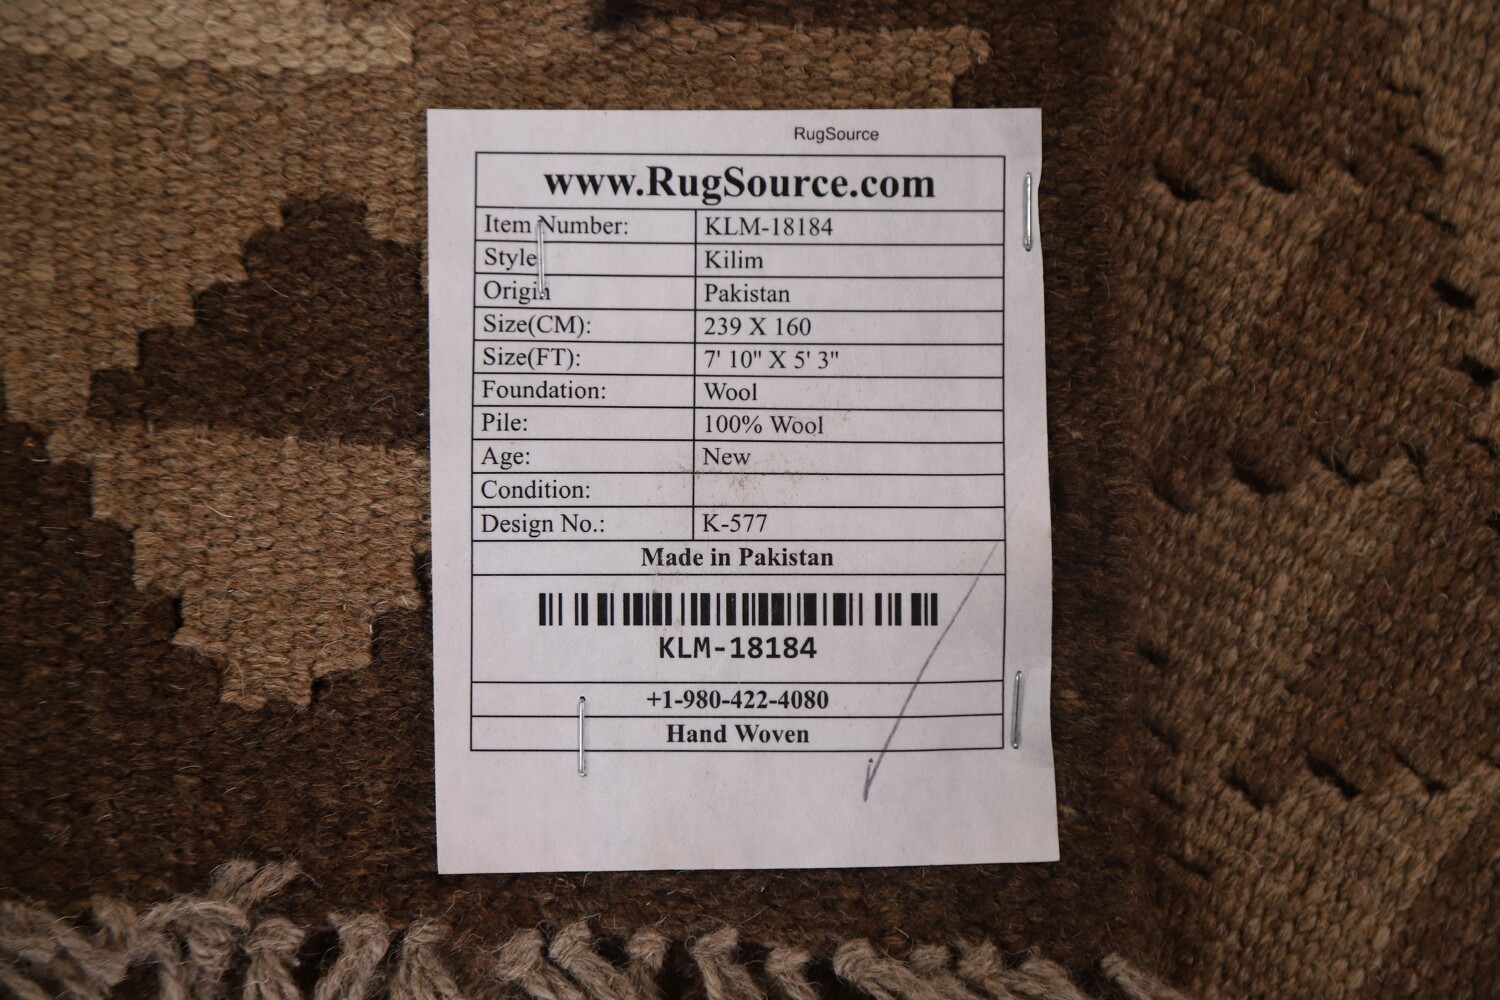 RugSource
www.RugSource.com
Item Number: KLM-18184
Style Kilim
Origin Pakistan
Size(CM): 239 X 160
Size(FT): 7' 10" X 5' 3"
Foundation: Wool
Pile: 100% Wool
Age: New
Condition:
Design No.: K-577
Made in Pakistan
KLM-18184
+1-980-422-4080
Hand Woven